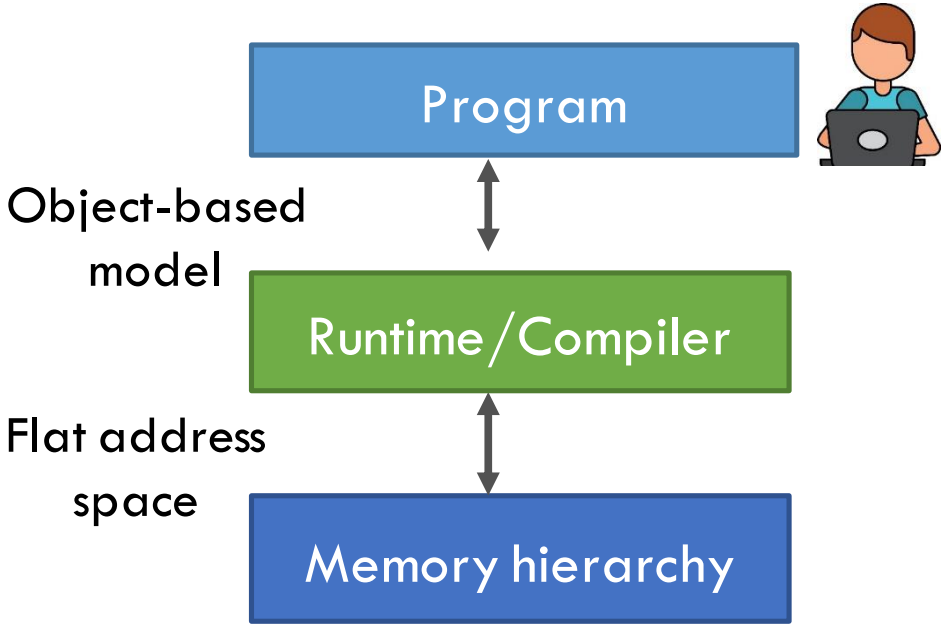 Program
Object-based
model
Runtime/Compiler
Flat address
space
Memory hierarchy